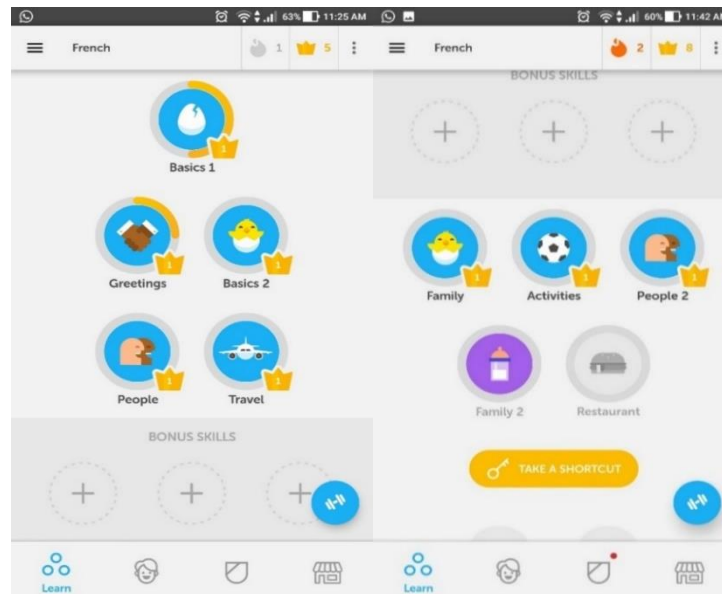 63% 11:25 AM
French 1 5
1
Basics 1
1 1
Greetings Basics 2
1 1
People Travel
BONUS SKILLS
Learn
60% 11:42 AM
French 2 8
BONUS SKILLS
1 1 1
Family Activities People 2
Family 2 Restaurant
TAKE A SHORTCUT
Learn